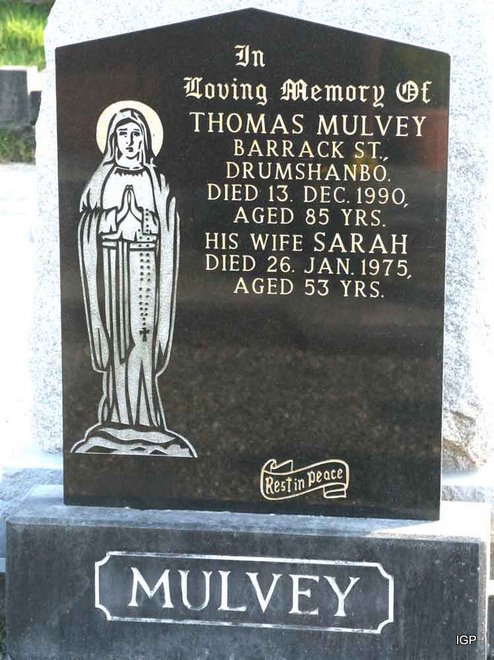 In
Loving Memory Of
THOMAS MULVEY
BARRACK ST.,
DRUMSHANBO.
DIED 13. DEC. 1990,
AGED 85 YRS.
HIS WIFE SARAH
DIED 26. JAN. 1975,
AGED 53 YRS.
Rest in Peace
MULVEY
IGP